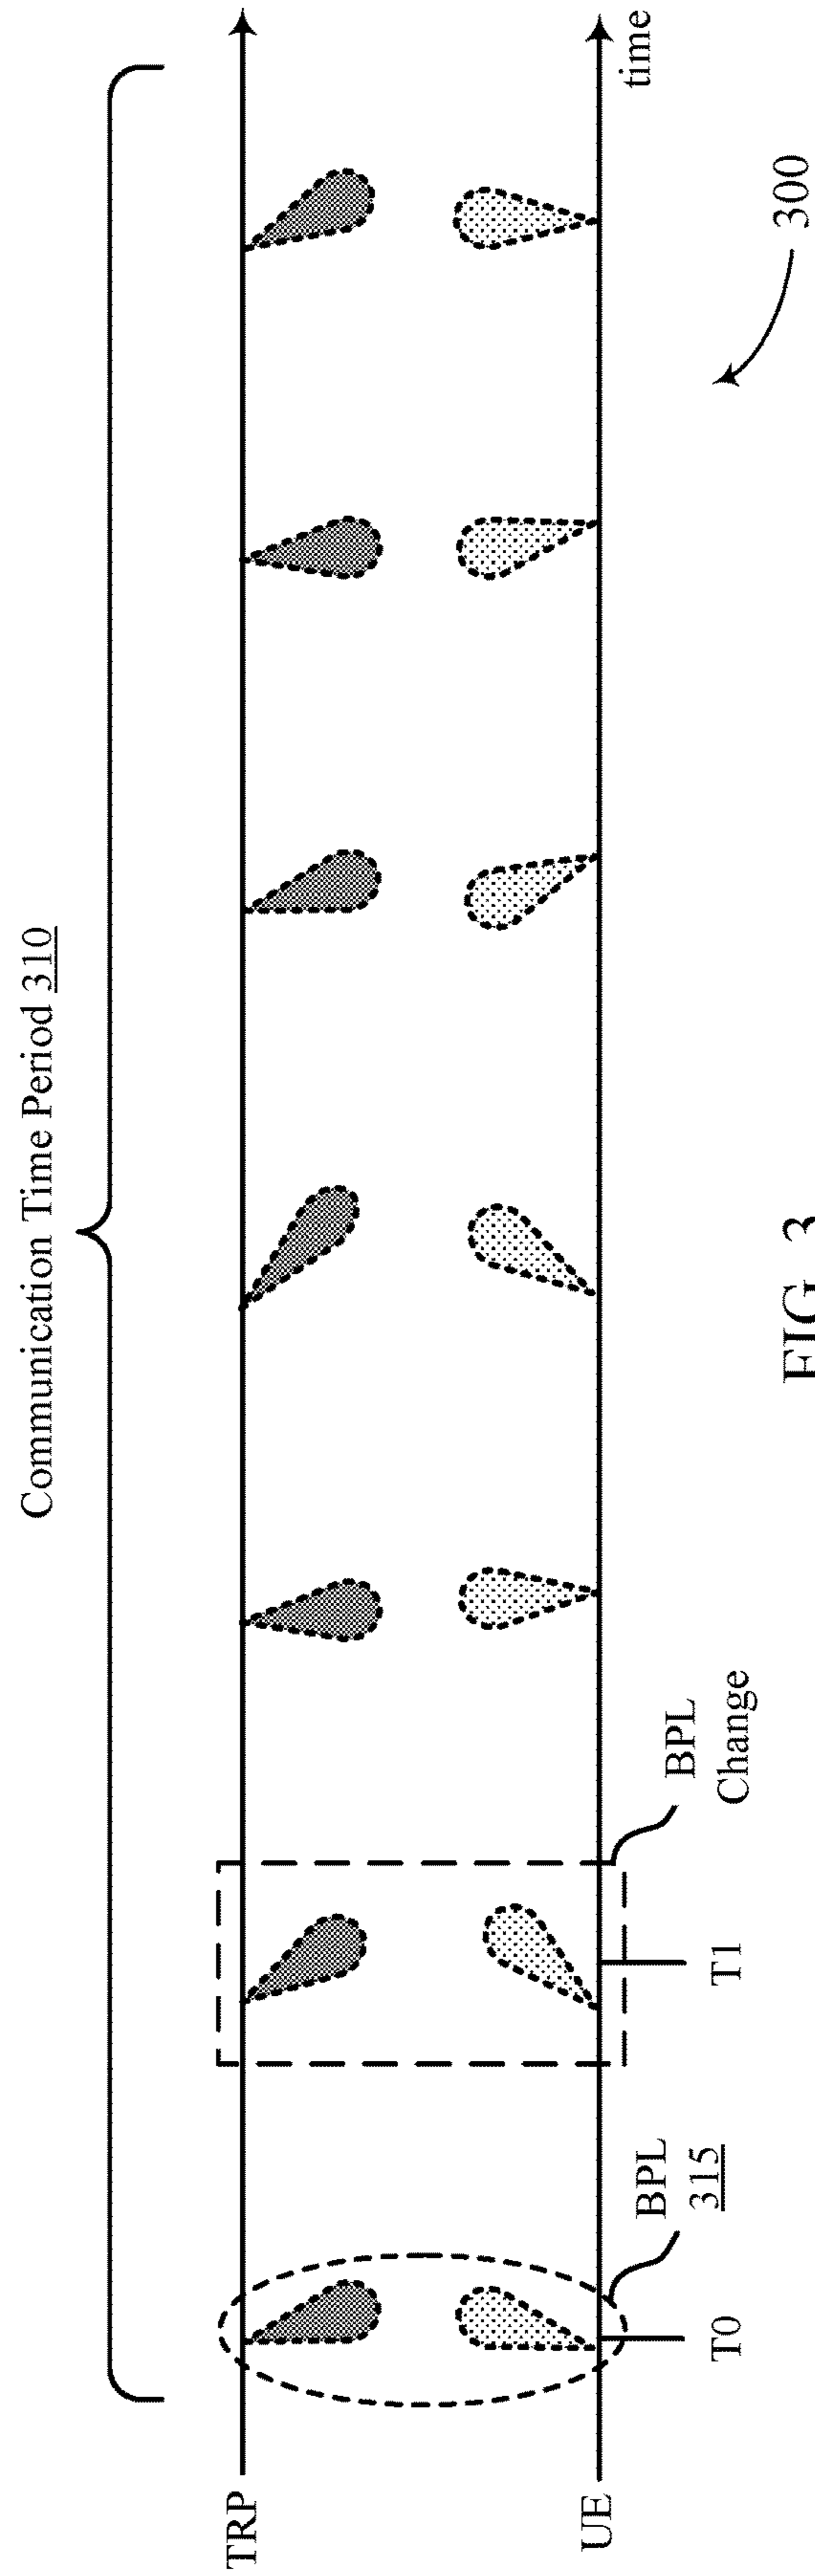 Communication Time Period 310
TRP
UE
time
BPL
315
T0
T1
BPL
Change
300
FIG. 3